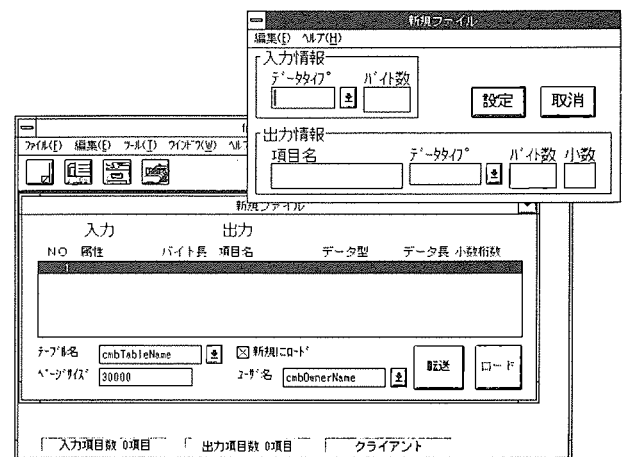 新規ファイル
編集(E) ヘルプ(H)
入力情報
データタイプ バイト数
設定 取消
出力情報
項目名 データタイプ バイト数 小数
ファイル(F) 編集(E) ツール(T) ウインドウ(W)
新規ファイル
入力 出力
NO 属性 バイト長 項目名 データ型 データ長 小数桁数
1
テーブル名 cmbTableName 新規にロード
ページサイズ 30000 ユーザ名 cmbOwnerName
転送 ロード
入力項目数 0項目 出力項目数 0項目 クライアント